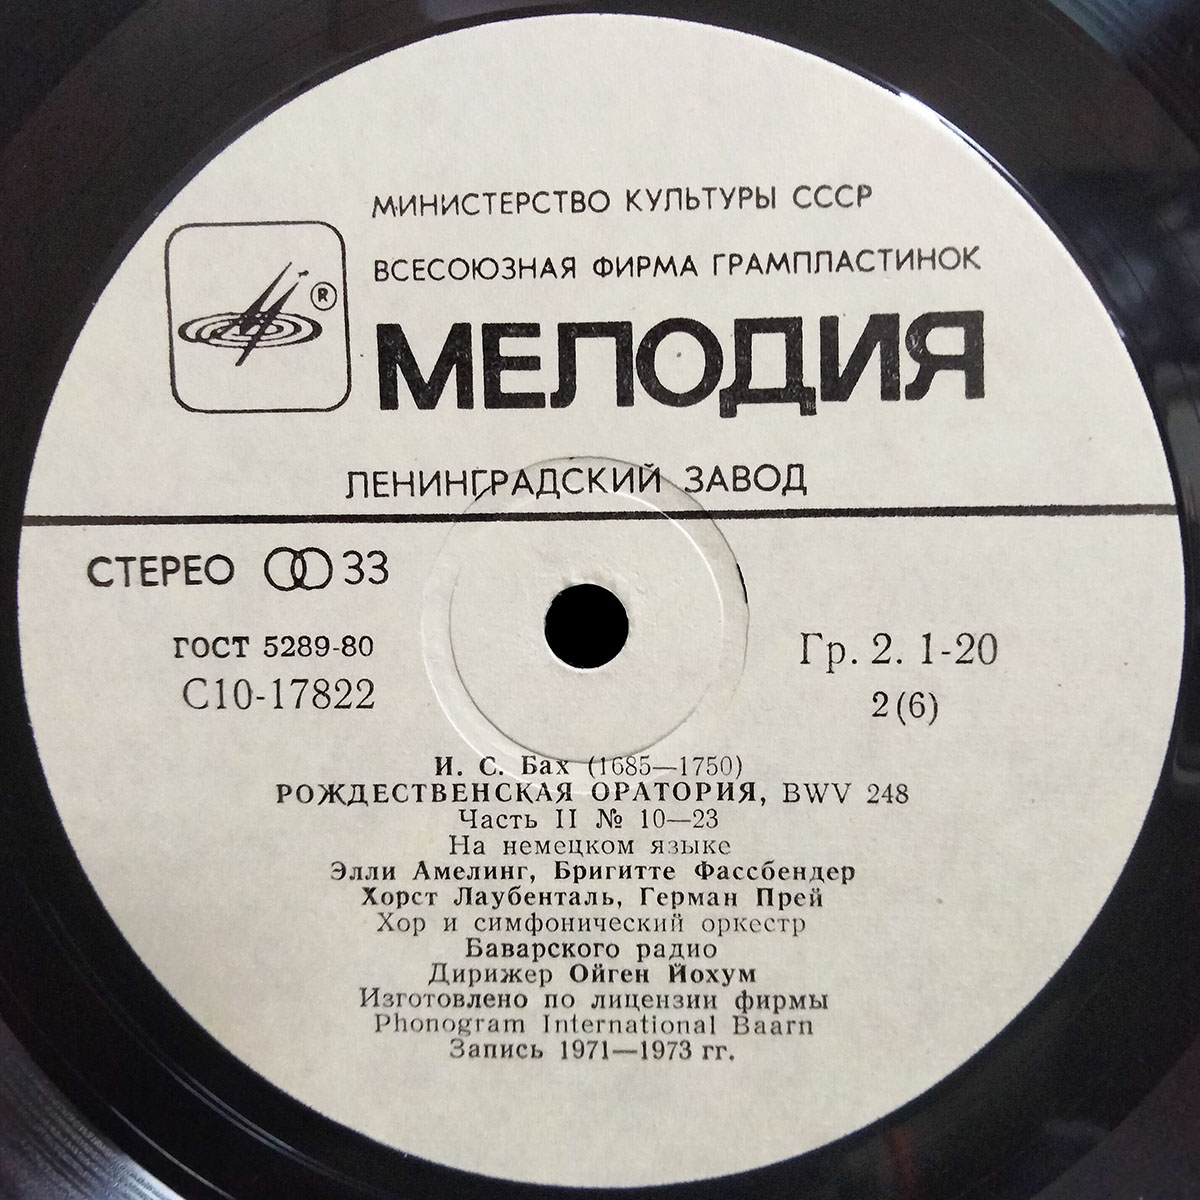 МИНИСТЕРСТВО КУЛЬТУРЫ СССР
ВСЕСОЮЗНАЯ ФИРМА ГРАМПЛАСТИНОК
®
МЕЛОДИЯ
ЛЕНИНГРАДСКИЙ ЗАВОД
СТЕРЕО 33
ГОСТ 5289-80
С10-17822
Гр. 2. 1-20
2(6)
И. С. Бах (1685—1750)
РОЖДЕСТВЕНСКАЯ ОРАТОРИЯ, BWV 248
Часть II № 10—23
На немецком языке
Элли Амелинг, Бригитте Фассбендер
Хорст Лаубенталь, Герман Прей
Хор и симфонический оркестр
Баварского радио
Дирижер Ойген Йохум
Изготовлено по лицензии фирмы
Phonogram International Baarn
Запись 1971—1973 гг.